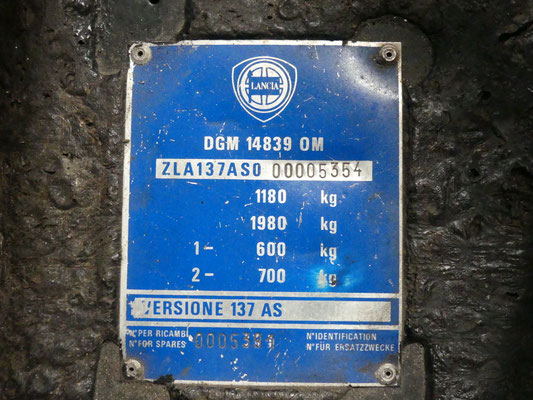 LANCIA
DGM 14839 OM
ZLA137AS0 00005354
1180 kg
1980 kg
1- 600 kg
2- 700 kg
VERSIONE 137 AS
N° PER RICAMBI N° IDENTIFICATION
N° FOR SPARES N° FÜR ERSATZZWECKE